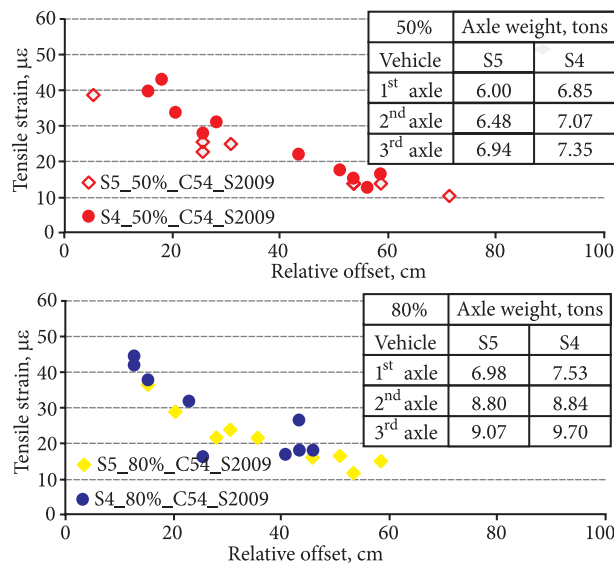 60
50
40
30
20
10
0
Tensile strain, με
0 20 40 60 80 100
Relative offset, cm
S5_50%_C54_S2009
S4_50%_C54_S2009
50% Axle weight, tons
Vehicle S5 S4
1st axle 6.00 6.85
2nd axle 6.48 7.07
3rd axle 6.94 7.35
60
50
40
30
20
10
0
Tensile strain, με
0 20 40 60 80 100
Relative offset, cm
S5_80%_C54_S2009
S4_80%_C54_S2009
80% Axle weight, tons
Vehicle S5 S4
1st axle 6.98 7.53
2nd axle 8.80 8.84
3rd axle 9.07 9.70